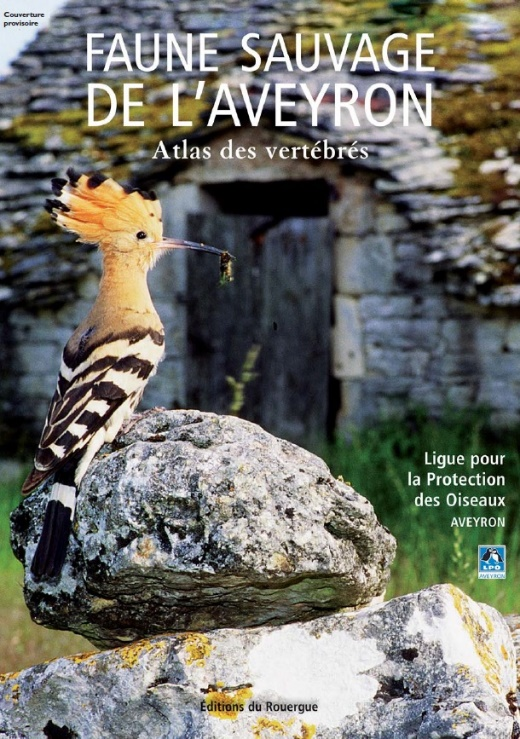 Couverture
provisoire
FAUNE SAUVAGE
DE L'AVEYRON
Atlas des vertébrés
Ligue pour
la Protection
des Oiseaux
AVEYRON
LPO
AVEYRON
Éditions du Rouergue